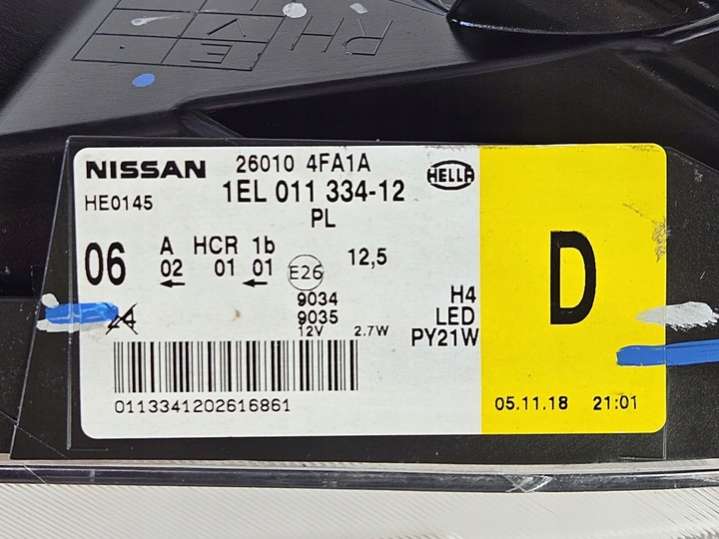 NISSAN 26010 4FA1A HELLA
HE0145 1EL 011 334-12
PL
06 A HCR 1b 12,5
02 01 01 E26
9034 H4
9035 LED
12V 2.7W PY21W
D
0113341202616861
05.11.18 21:01